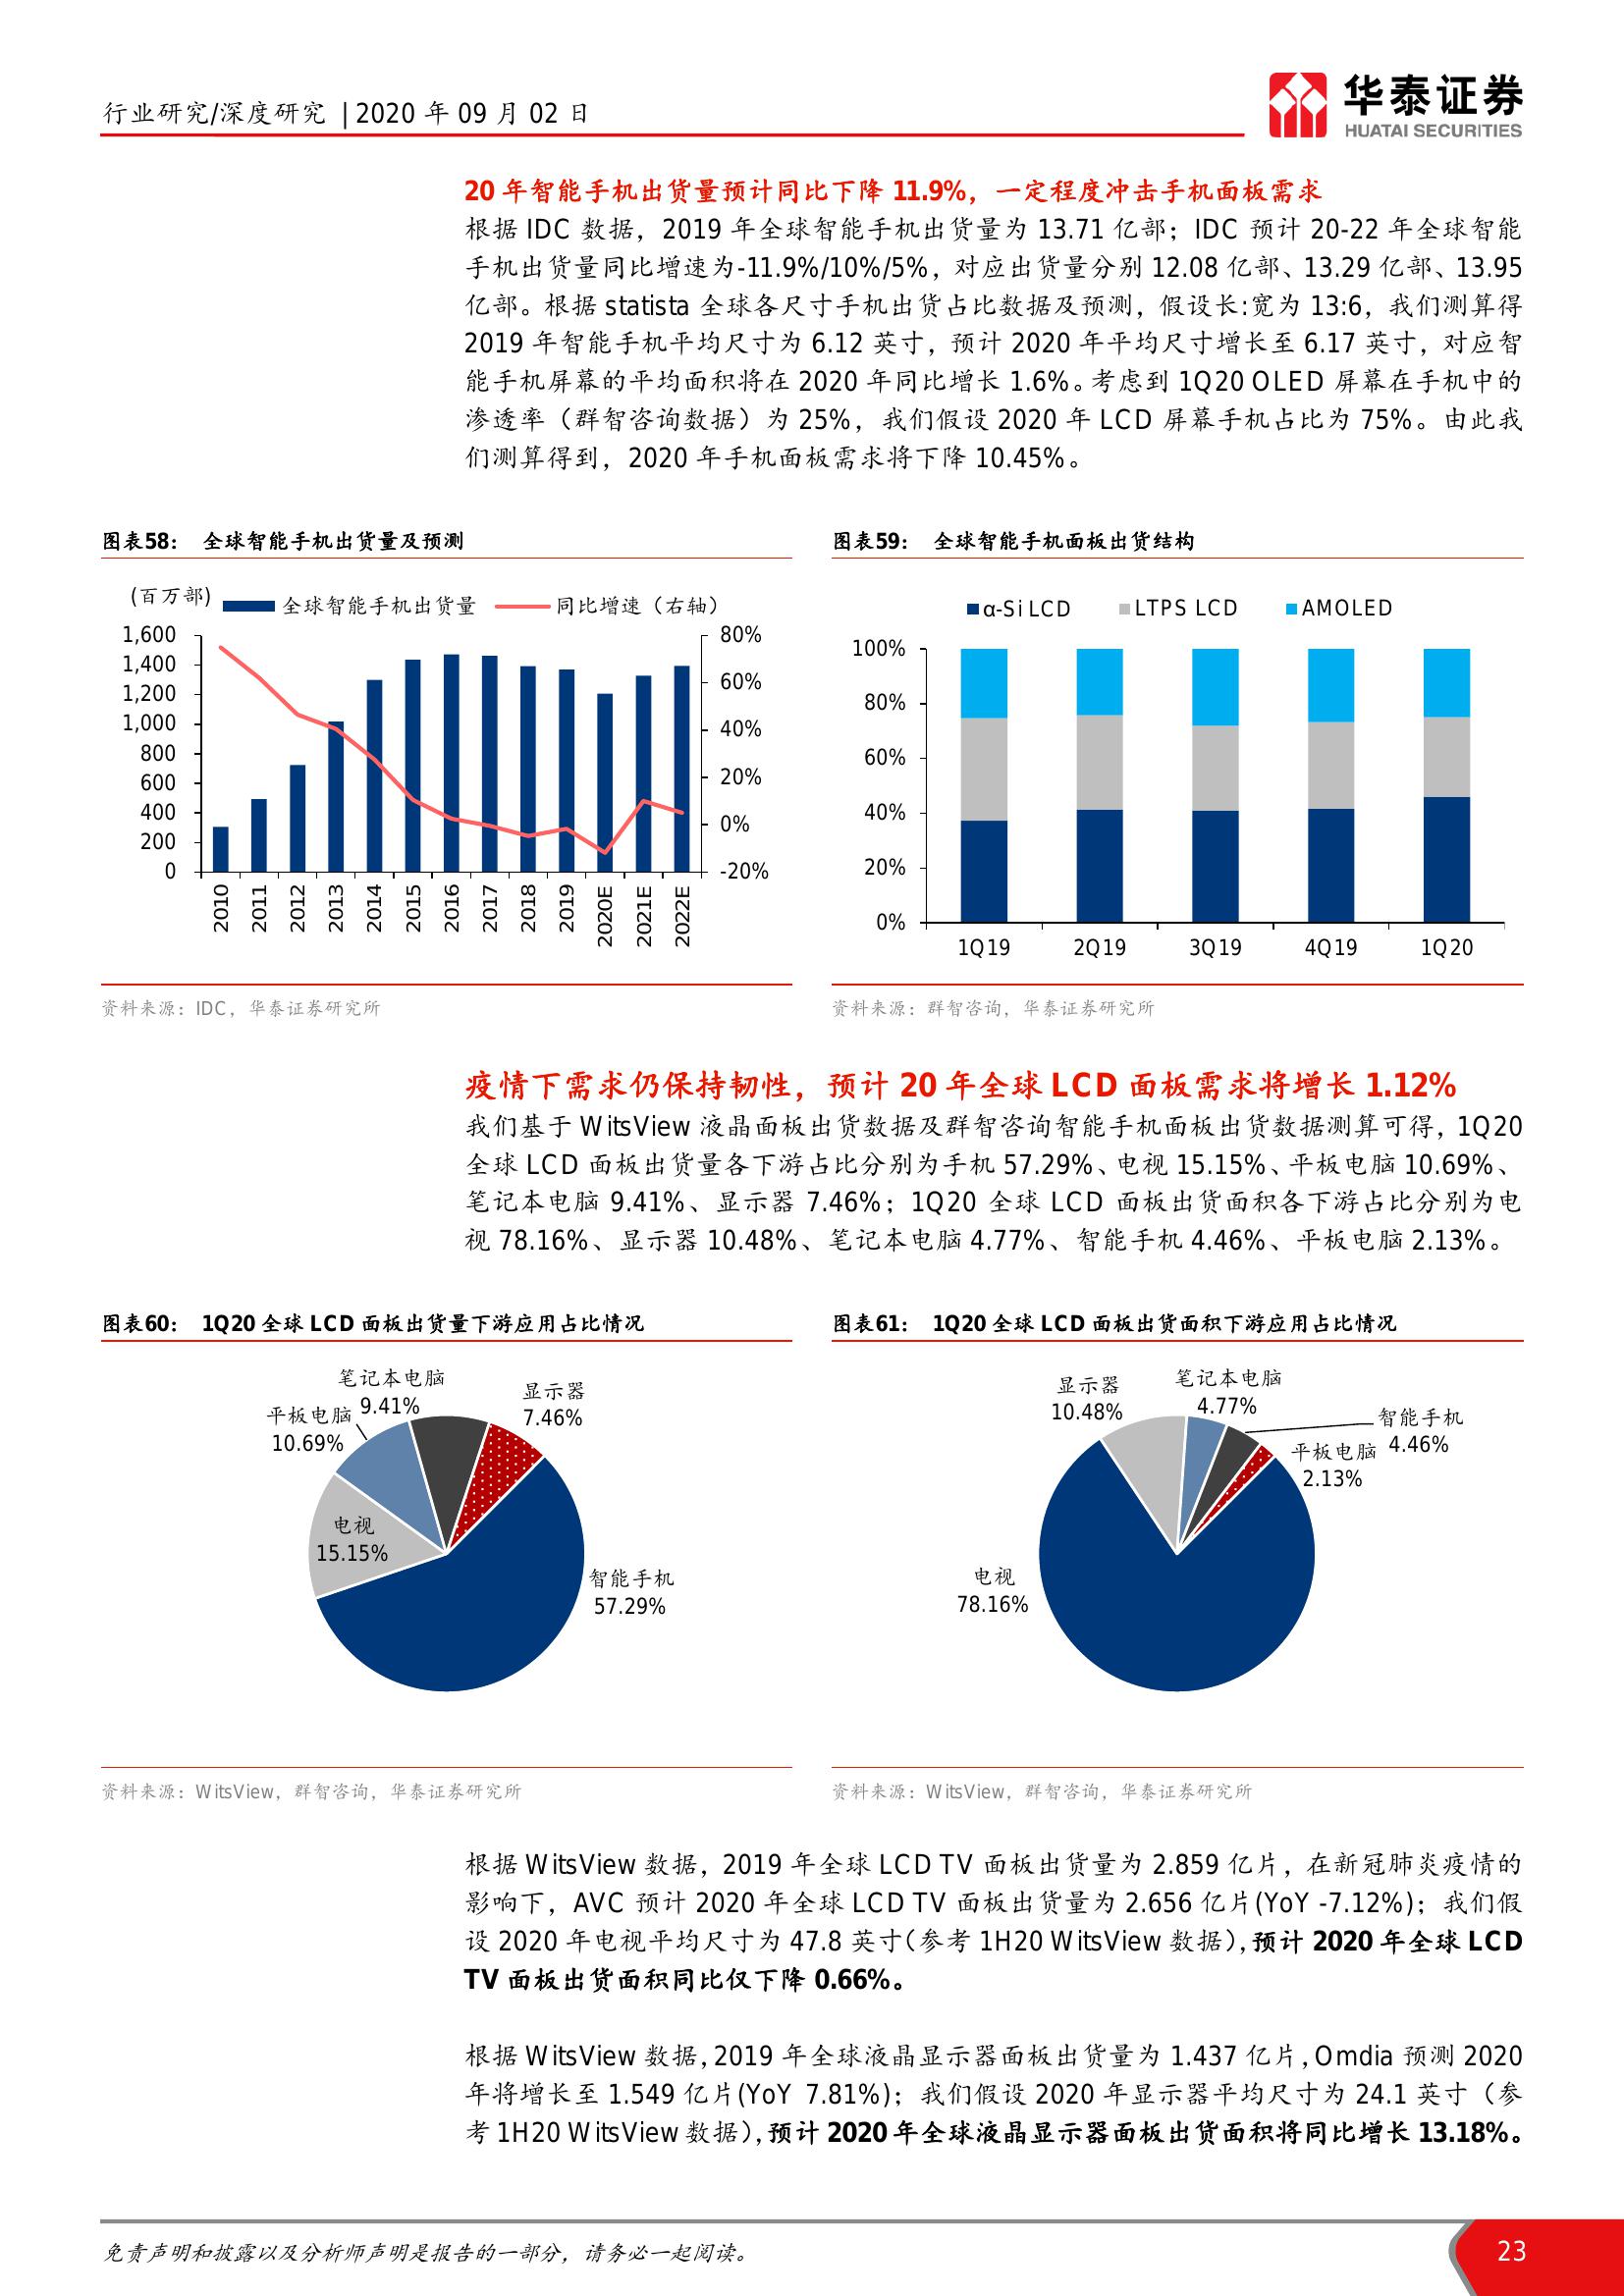 行业研究/深度研究 | 2020 年 09 月 02 日
华泰证券
HUATAI SECURITIES
20 年智能手机出货量预计同比下降 11.9%，一定程度冲击手机面板需求
根据 IDC 数据，2019 年全球智能手机出货量为 13.71 亿部；IDC 预计 20-22 年全球智能
手机出货量同比增速为-11.9%/10%/5%，对应出货量分别 12.08 亿部、13.29 亿部、13.95
亿部。根据 statista 全球各尺寸手机出货占比数据及预测，假设长:宽为 13:6，我们测算得
2019 年智能手机平均尺寸为 6.12 英寸，预计 2020 年平均尺寸增长至 6.17 英寸，对应智
能手机屏幕的平均面积将在 2020 年同比增长 1.6%。考虑到 1Q20 OLED 屏幕在手机中的
渗透率（群智咨询数据）为 25%，我们假设 2020 年 LCD 屏幕手机占比为 75%。由此我
们测算得到，2020 年手机面板需求将下降 10.45%。
图表58： 全球智能手机出货量及预测
(百万部)
全球智能手机出货量
同比增速（右轴）
1,600
1,400
1,200
1,000
800
600
400
200
0
80%
60%
40%
20%
0%
-20%
2010
2011
2012
2013
2014
2015
2016
2017
2018
2019
2020E
2021E
2022E
资料来源：IDC，华泰证券研究所
图表59： 全球智能手机面板出货结构
α-Si LCD
LTPS LCD
AMOLED
100%
80%
60%
40%
20%
0%
1Q19
2Q19
3Q19
4Q19
1Q20
资料来源：群智咨询，华泰证券研究所
疫情下需求仍保持韧性，预计 20 年全球 LCD 面板需求将增长 1.12%
我们基于 WitsView 液晶面板出货数据及群智咨询智能手机面板出货数据测算可得，1Q20
全球 LCD 面板出货量各下游占比分别为手机 57.29%、电视 15.15%、平板电脑 10.69%、
笔记本电脑 9.41%、显示器 7.46%；1Q20 全球 LCD 面板出货面积各下游占比分别为电
视 78.16%、显示器 10.48%、笔记本电脑 4.77%、智能手机 4.46%、平板电脑 2.13%。
图表60： 1Q20 全球 LCD 面板出货量下游应用占比情况
笔记本电脑
9.41%
显示器
7.46%
平板电脑
10.69%
电视
15.15%
智能手机
57.29%
资料来源：WitsView，群智咨询，华泰证券研究所
图表61： 1Q20 全球 LCD 面板出货面积下游应用占比情况
显示器
10.48%
笔记本电脑
4.77%
智能手机
4.46%
平板电脑
2.13%
电视
78.16%
资料来源：WitsView，群智咨询，华泰证券研究所
根据 WitsView 数据，2019 年全球 LCD TV 面板出货量为 2.859 亿片，在新冠肺炎疫情的
影响下，AVC 预计 2020 年全球 LCD TV 面板出货量为 2.656 亿片(YoY -7.12%)；我们假
设 2020 年电视平均尺寸为 47.8 英寸（参考 1H20 WitsView 数据），预计 2020 年全球 LCD
TV 面板出货面积同比仅下降 0.66%。
根据 WitsView 数据，2019 年全球液晶显示器面板出货量为 1.437 亿片，Omdia 预测 2020
年将增长至 1.549 亿片(YoY 7.81%)；我们假设 2020 年显示器平均尺寸为 24.1 英寸（参
考 1H20 WitsView 数据），预计 2020 年全球液晶显示器面板出货面积将同比增长 13.18%。
免责声明和披露以及分析师声明是报告的一部分，请务必一起阅读。
23